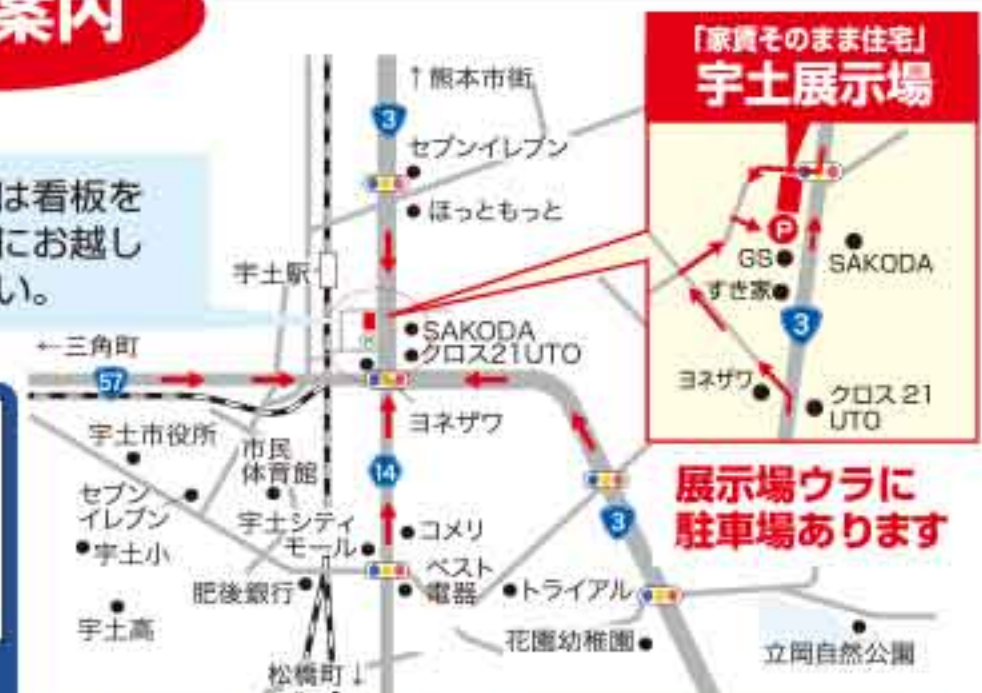 案内
は看板を
にお越し
い。
「家賃そのまま住宅」
宇土展示場
↑熊本市街
3
セブンイレブン
ほっともっと
宇土駅
SAKODA
クロス21UTO
←三角町
57
ヨネザワ
宇土市役所
市民
体育館
14
セブン
イレブン
宇土シティ
モール
コメリ
宇土小
ベスト
電器
トライアル
肥後銀行
宇土高
花園幼稚園
松橋町↓
3
立岡自然公園
P
GS
SAKODA
すき家
3
ヨネザワ
クロス21
UTO
展示場ウラに
駐車場あります